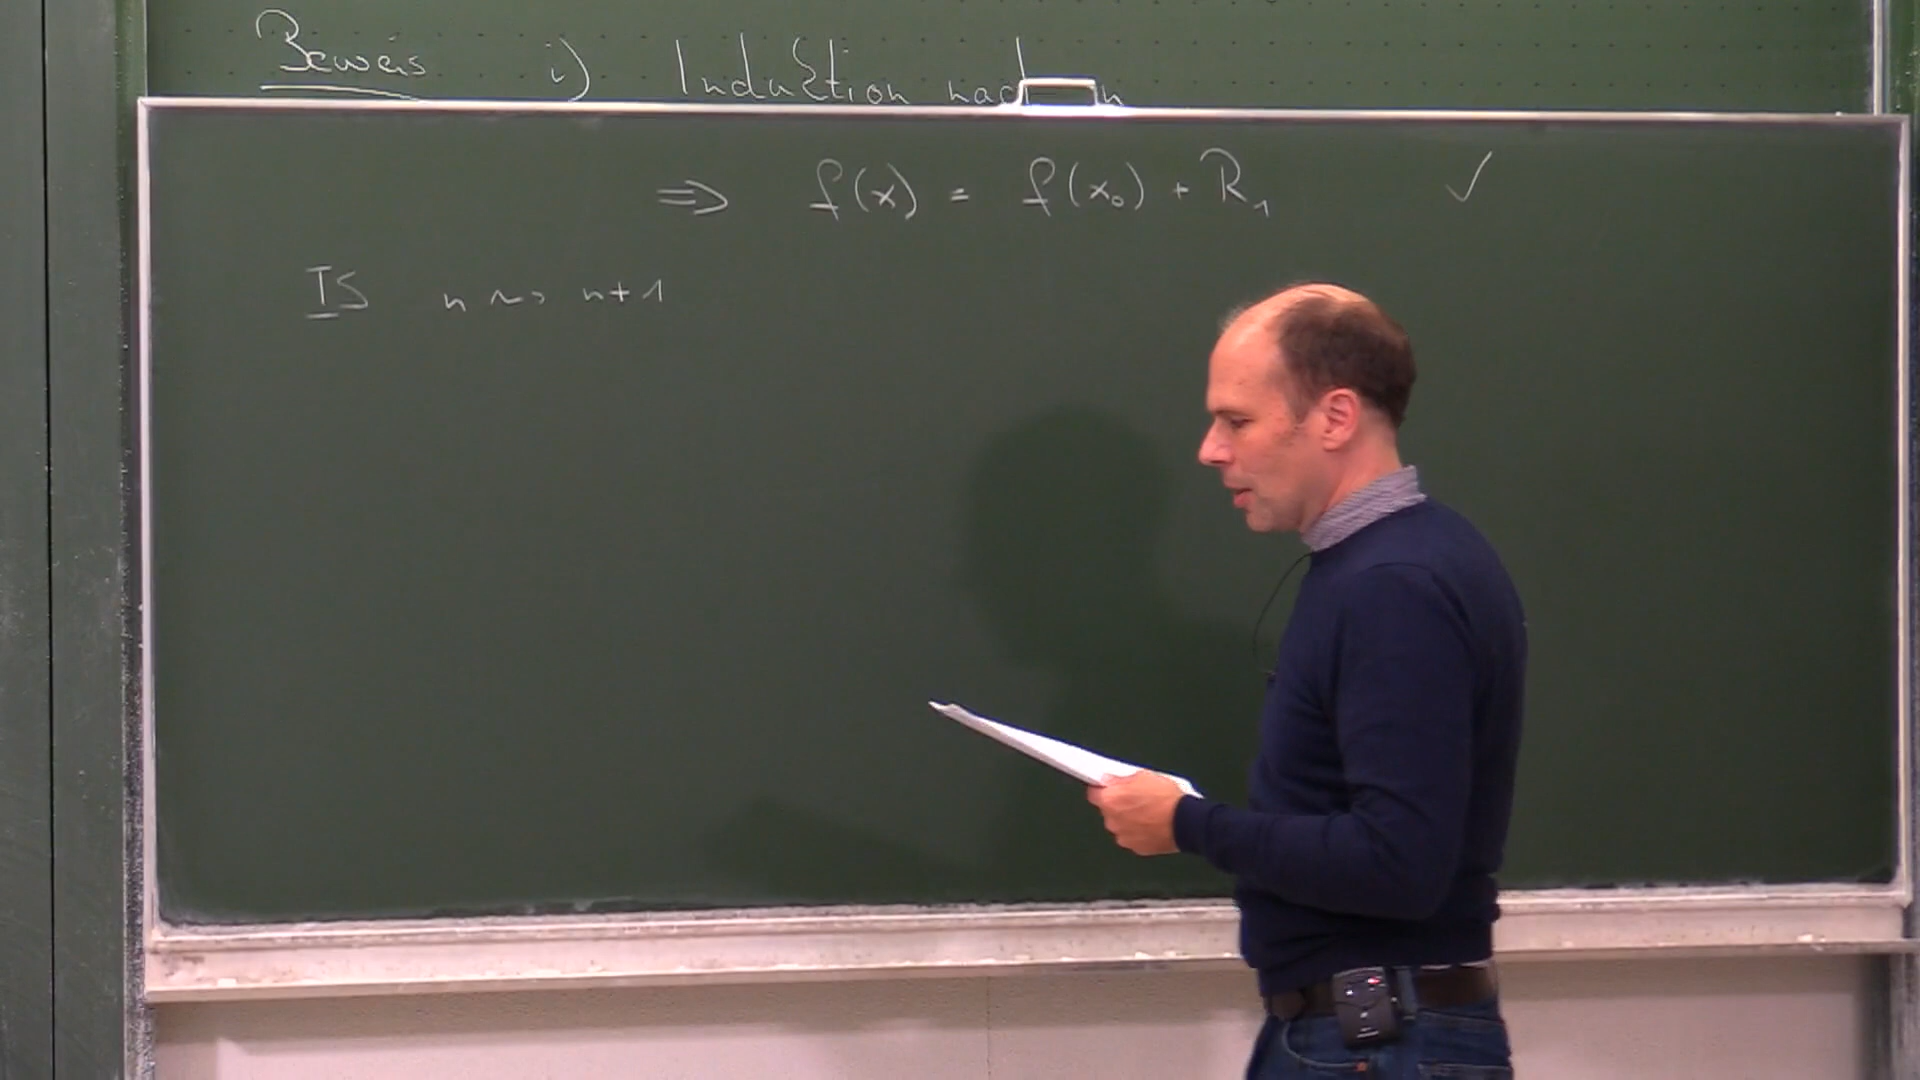 Beweis i) Induktion nach n
⇒ f(x) = f(x₀) + R₁ ✓
IS n ⇝ n+1